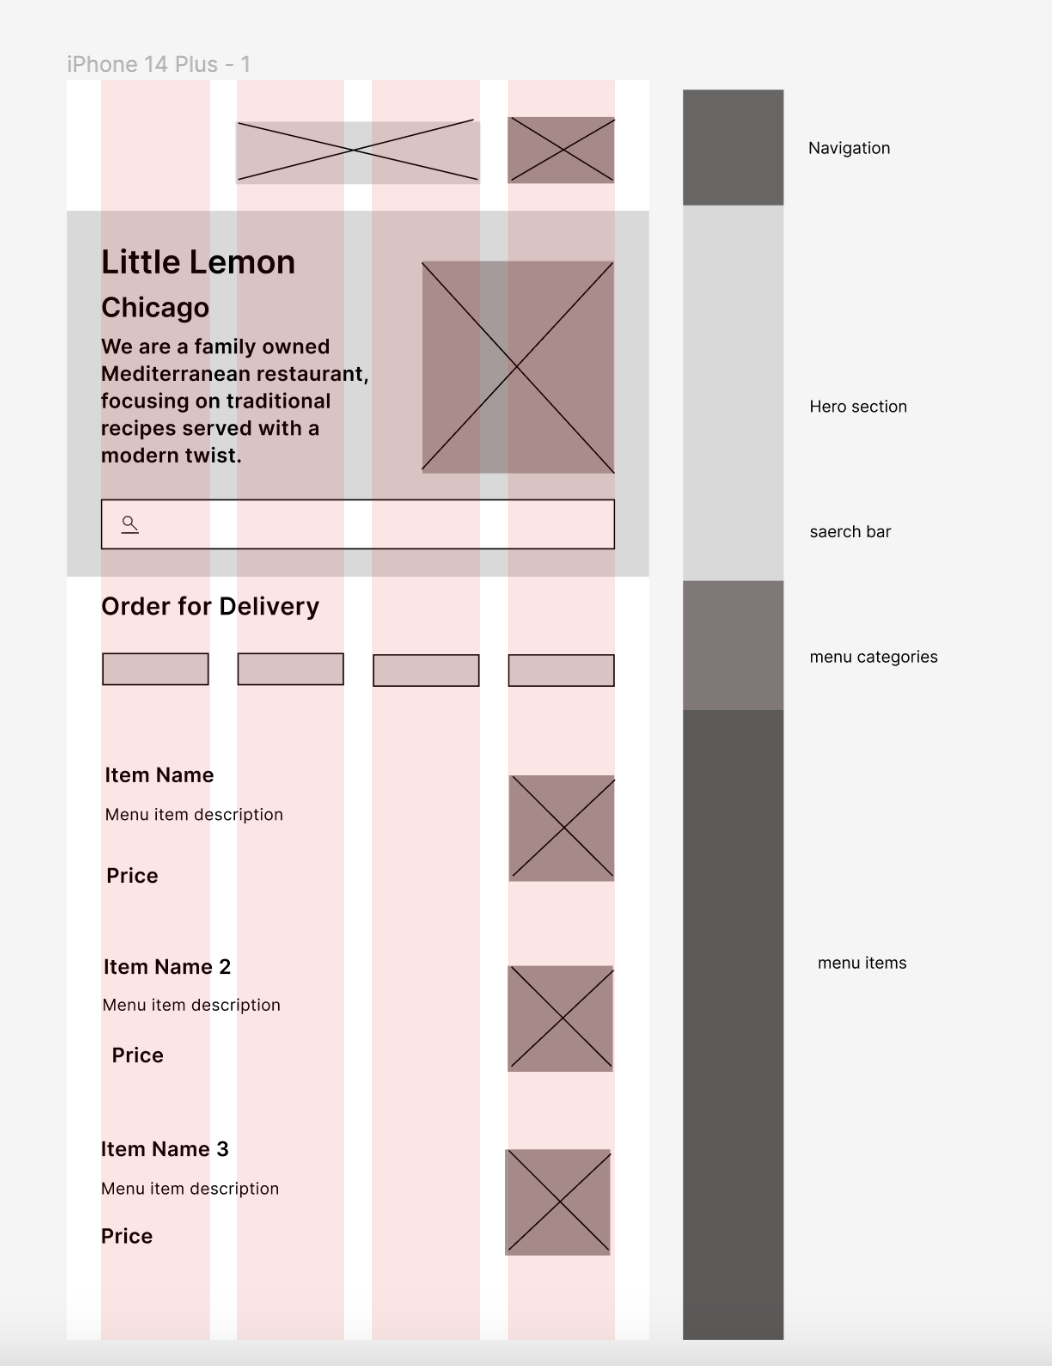 iPhone 14 Plus - 1
Navigation
Little Lemon
Chicago
We are a family owned
Mediterranean restaurant,
focusing on traditional
recipes served with a
modern twist.
Hero section
saerch bar
Order for Delivery
menu categories
Item Name
Menu item description
Price
Item Name 2
Menu item description
Price
menu items
Item Name 3
Menu item description
Price